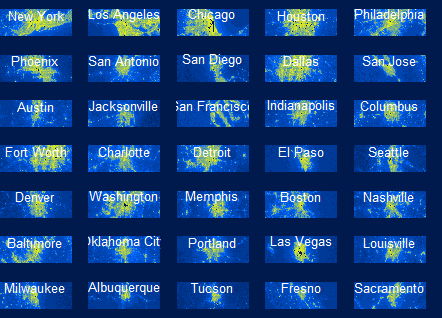 New York
Los Angeles
Chicago
Houston
Philadelphia
Phoenix
San Antonio
San Diego
Dallas
San Jose
Austin
Jacksonville
San Francisc
Indianapolis
Columbus
Fort Worth
Charlotte
Detroit
El Paso
Seattle
Denver
Washington
Memphis
Boston
Nashville
Baltimore
Oklahoma Cit
Portland
Las Vegas
Louisville
Milwaukee
Albuquerque
Tucson
Fresno
Sacramento